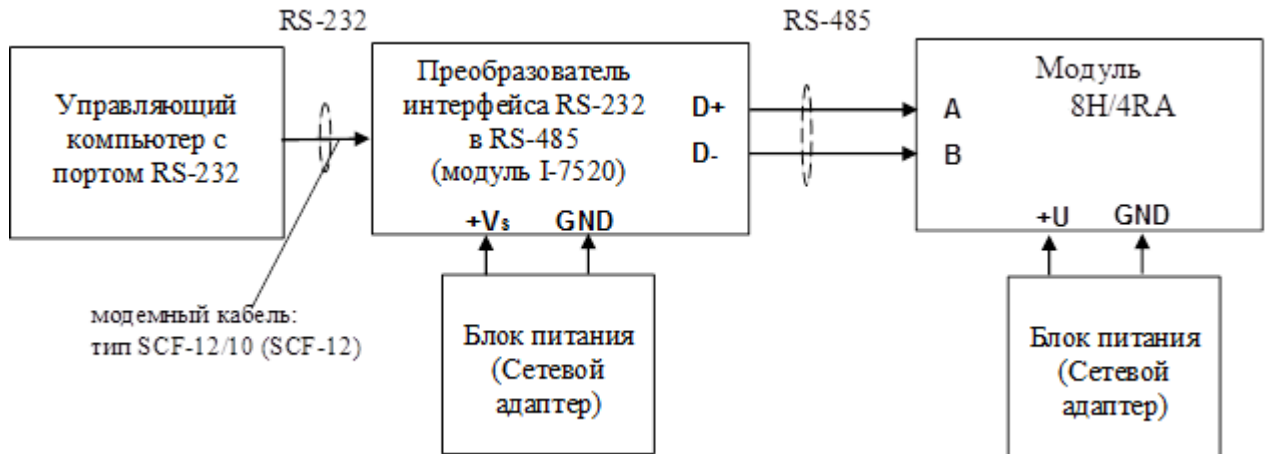 RS-232
RS-485
Управляющий
компьютер с
портом RS-232
Преобразователь
интерфейса RS-232
в RS-485
(модуль I-7520)
D+
D-
+Vs
GND
Модуль
8H/4RA
A
B
+U
GND
модемный кабель:
тип SCF-12/10 (SCF-12)
Блок питания
(Сетевой
адаптер)
Блок питания
(Сетевой
адаптер)